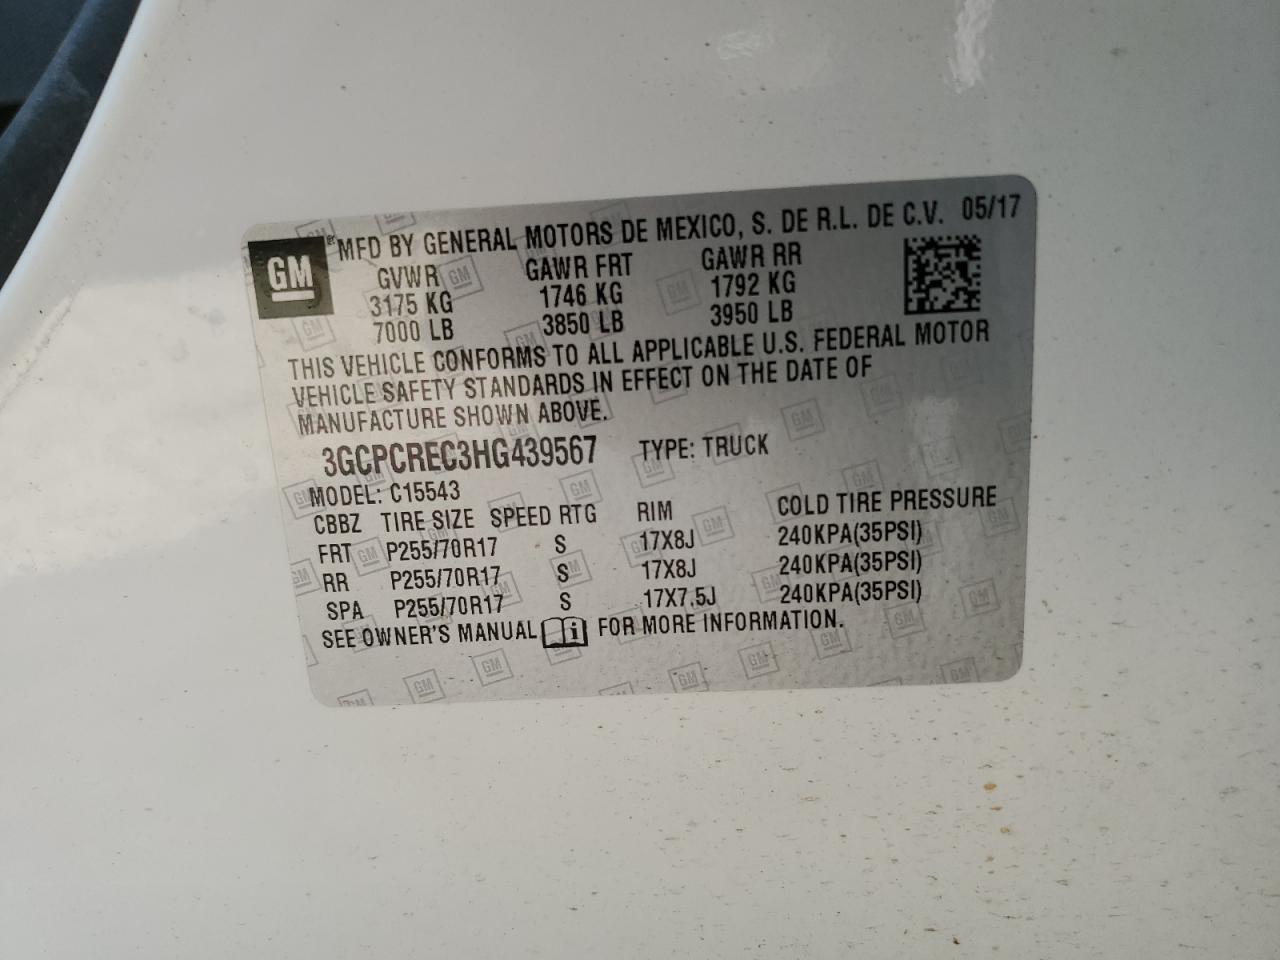 MFD BY GENERAL MOTORS DE MEXICO, S. DE R.L. DE C.V. 05/17
GM
GVWR GAWR FRT GAWR RR
3175 KG 1746 KG 1792 KG
7000 LB 3850 LB 3950 LB
THIS VEHICLE CONFORMS TO ALL APPLICABLE U.S. FEDERAL MOTOR
VEHICLE SAFETY STANDARDS IN EFFECT ON THE DATE OF
MANUFACTURE SHOWN ABOVE.
3GCPCREC3HG439567 TYPE: TRUCK
MODEL: C15543
CBBZ TIRE SIZE SPEED RTG RIM COLD TIRE PRESSURE
FRT P255/70R17 S 17X8J 240KPA(35PSI)
RR P255/70R17 S 17X8J 240KPA(35PSI)
SPA P255/70R17 S 17X7.5J 240KPA(35PSI)
SEE OWNER'S MANUAL FOR MORE INFORMATION.